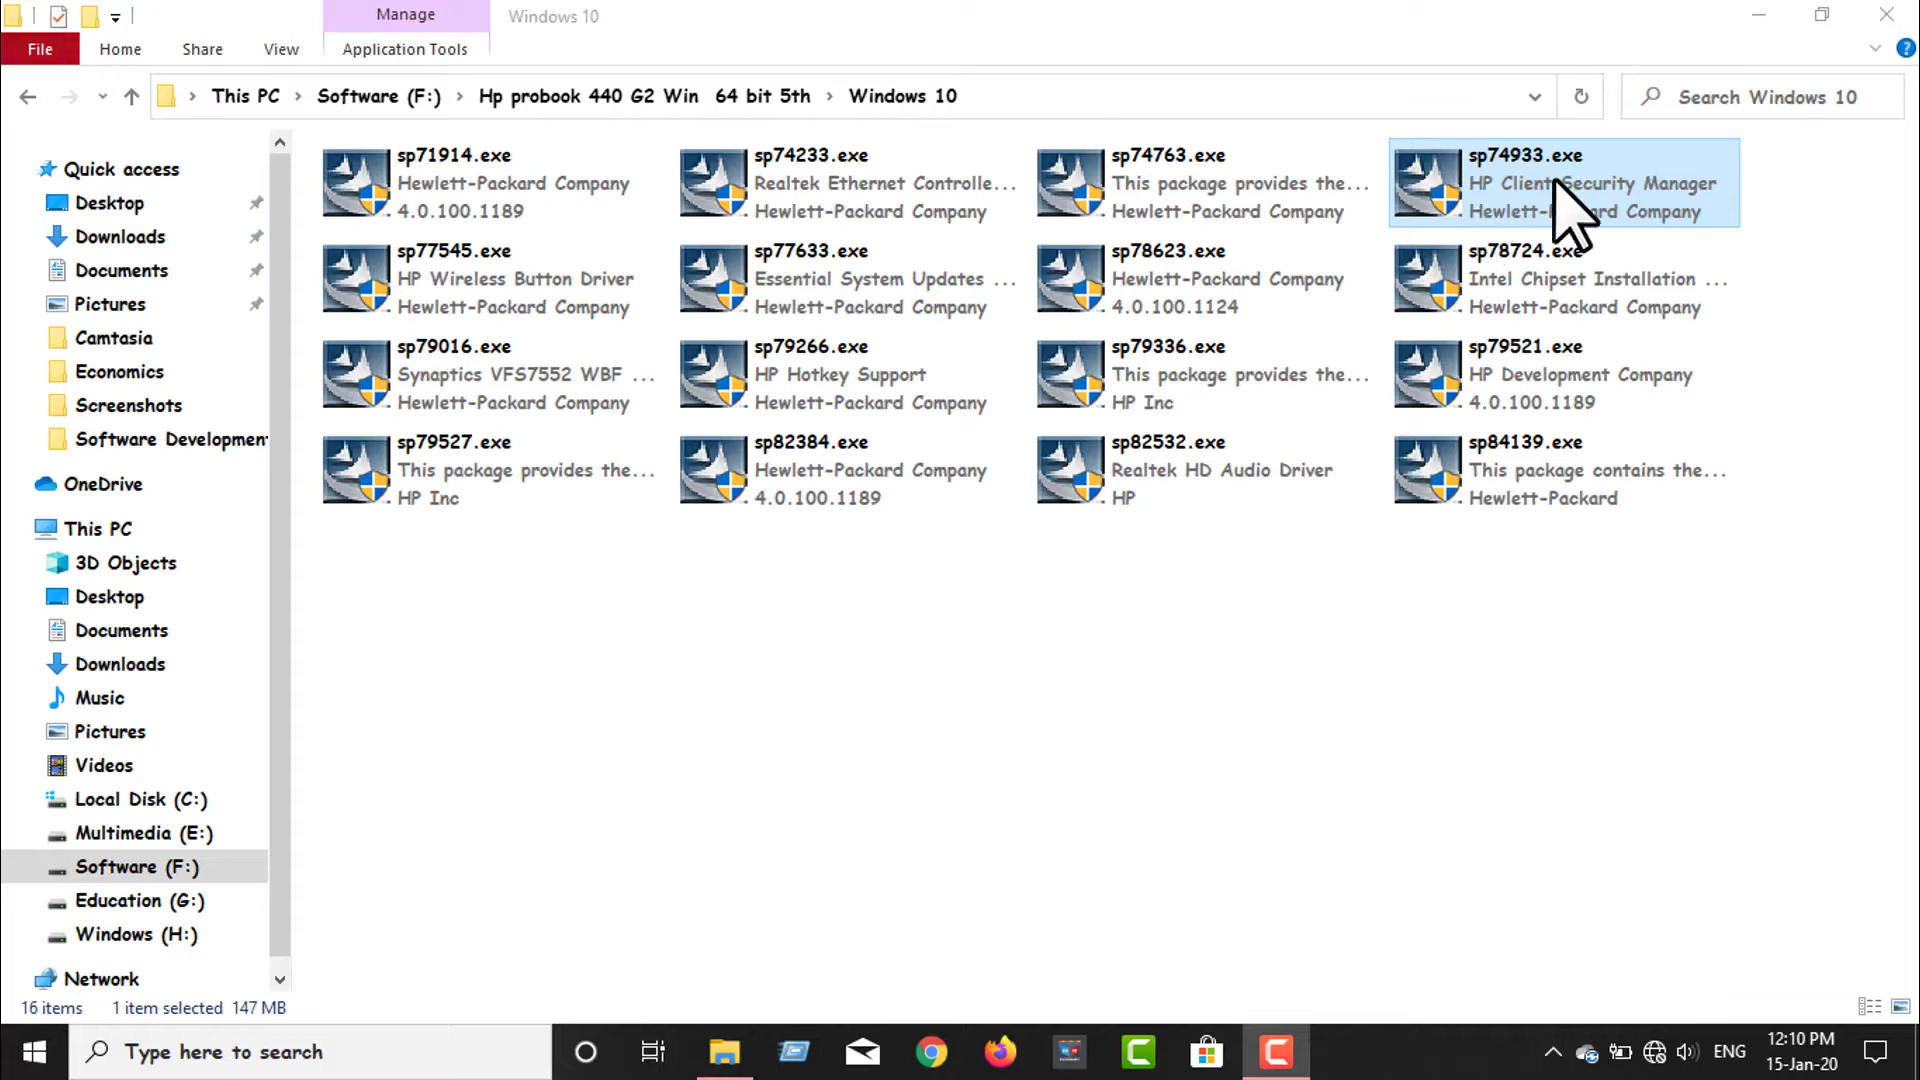 Manage
Windows 10
File
Home
Share
View
Application Tools
This PC
Software (F:)
Hp probook 440 G2 Win 64 bit 5th
Windows 10
Search Windows 10
Quick access
Desktop
Downloads
Documents
Pictures
Camtasia
Economics
Screenshots
Software Developmen
OneDrive
This PC
3D Objects
Desktop
Documents
Downloads
Music
Pictures
Videos
Local Disk (C:)
Multimedia (E:)
Software (F:)
Education (G:)
Windows (H:)
Network
sp71914.exe
Hewlett-Packard Company
4.0.100.1189
sp74233.exe
Realtek Ethernet Controlle...
Hewlett-Packard Company
sp74763.exe
This package provides the...
Hewlett-Packard Company
sp74933.exe
HP Client Security Manager
Hewlett-Packard Company
sp77545.exe
HP Wireless Button Driver
Hewlett-Packard Company
sp77633.exe
Essential System Updates ...
Hewlett-Packard Company
sp78623.exe
Hewlett-Packard Company
4.0.100.1124
sp78724.exe
Intel Chipset Installation ...
Hewlett-Packard Company
sp79016.exe
Synaptics VFS7552 WBF ...
Hewlett-Packard Company
sp79266.exe
HP Hotkey Support
Hewlett-Packard Company
sp79336.exe
This package provides the...
HP Inc
sp79521.exe
HP Development Company
4.0.100.1189
sp79527.exe
This package provides the...
HP Inc
sp82384.exe
Hewlett-Packard Company
4.0.100.1189
sp82532.exe
Realtek HD Audio Driver
HP
sp84139.exe
This package contains the...
Hewlett-Packard
16 items
1 item selected 147 MB
Type here to search
ENG
12:10 PM
15-Jan-20